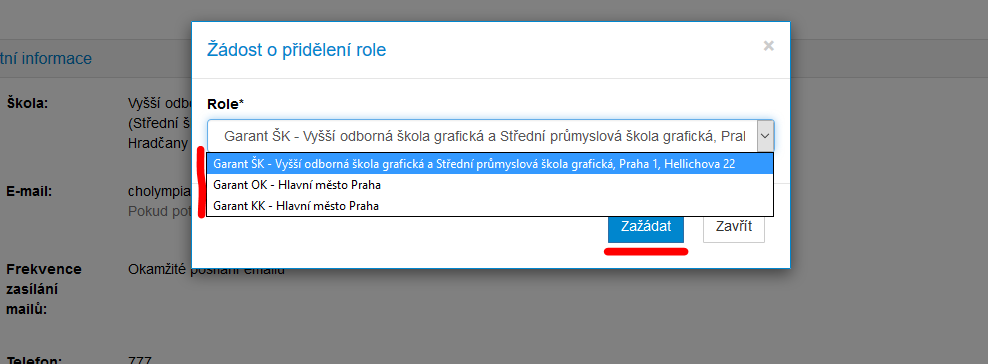 Žádost o přidělení role
×
tní informace
Role*
Škola:
Vyšší odbo
(Střední š
Hradčany
Garant ŠK - Vyšší odborná škola grafická a Střední průmyslová škola grafická, Pral
Garant ŠK - Vyšší odborná škola grafická a Střední průmyslová škola grafická, Praha 1, Hellichova 22
Garant OK - Hlavní město Praha
Garant KK - Hlavní město Praha
E-mail:
cholympia
Pokud pot
Zažádat
Zavřít
Frekvence
zasílání
mailů:
Okamžité posílání emailů
Telefon:
777